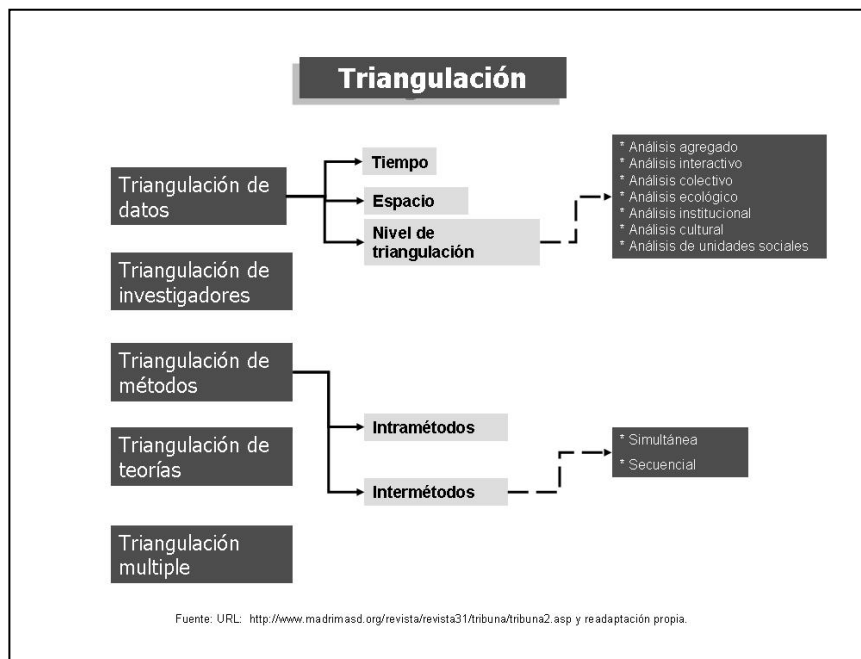 Triangulación
Triangulación de
datos
Tiempo
Espacio
Nivel de
triangulación
* Análisis agregado
* Análisis interactivo
* Análisis colectivo
* Análisis ecológico
* Análisis institucional
* Análisis cultural
* Análisis de unidades sociales
Triangulación de
investigadores
Triangulación de
métodos
Intramétodos
Intermétodos
* Simultánea
* Secuencial
Triangulación de
teorías
Triangulación
multiple
Fuente: URL: http://www.madrimasd.org/revista/revista31/tribuna/tribuna2.asp y readaptación propia.